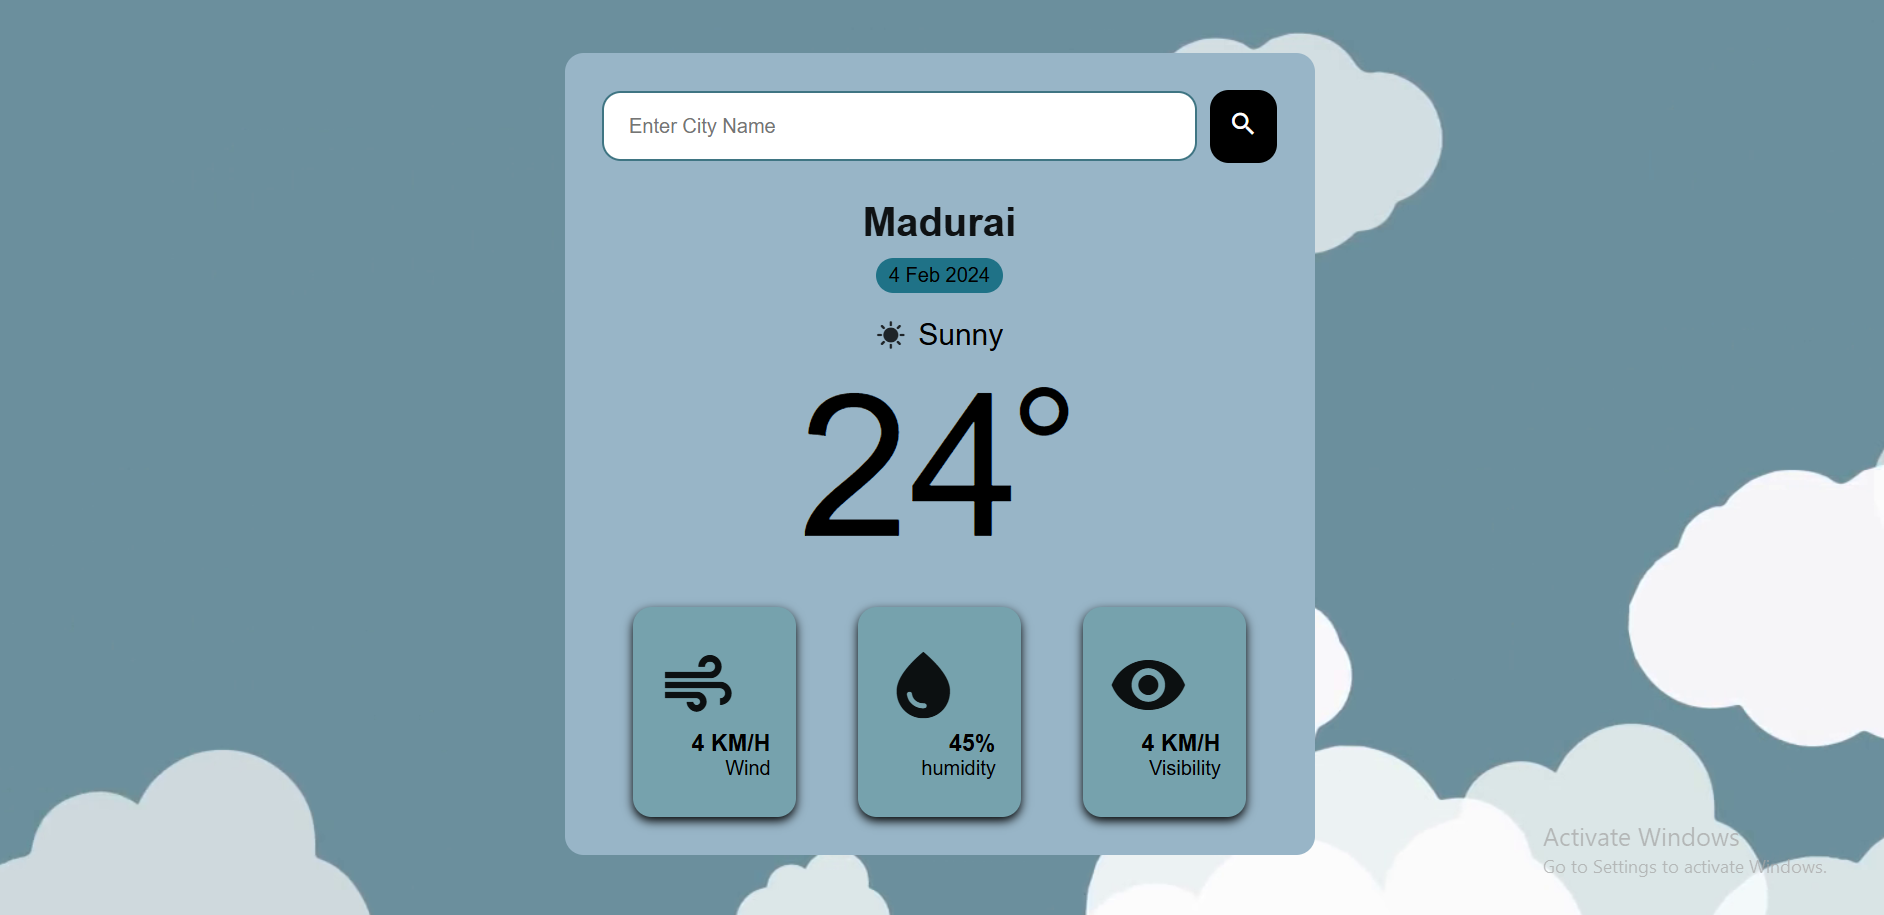 Enter City Name
Madurai
4 Feb 2024
Sunny
24°
4 KM/H
Wind
45%
humidity
4 KM/H
Visibility
Activate Windows
Go to Settings to activate Windows.